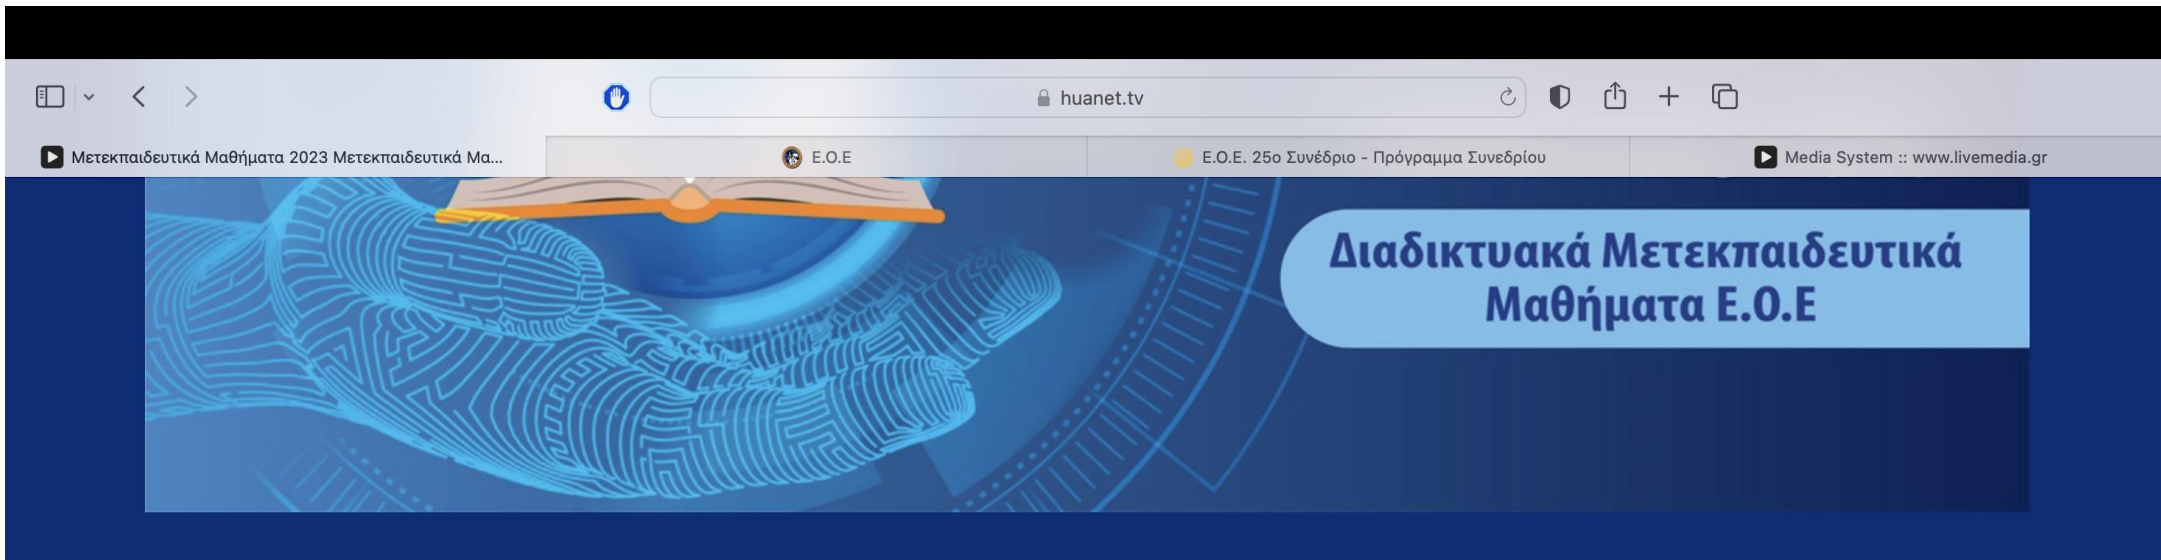 huanet.tv
Μετεκπαιδευτικά Μαθήματα 2023 Μετεκπαιδευτικά Μα...
E.O.E
Ε.Ο.Ε. 25ο Συνέδριο - Πρόγραμμα Συνεδρίου
Media System :: www.livemedia.gr
Διαδικτυακά Μετεκπαιδευτικά
Μαθήματα Ε.Ο.Ε